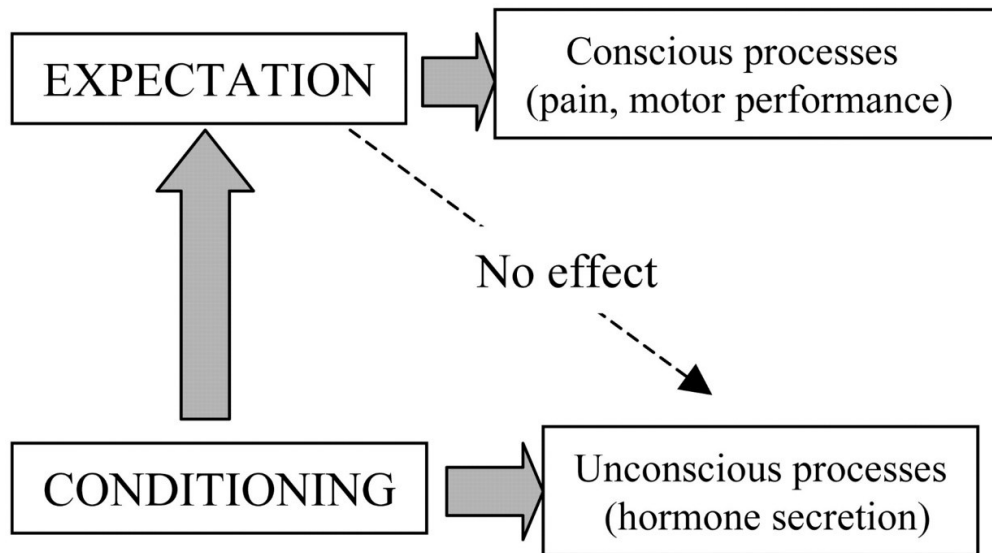 EXPECTATION
Conscious processes
(pain, motor performance)
No effect
CONDITIONING
Unconscious processes
(hormone secretion)